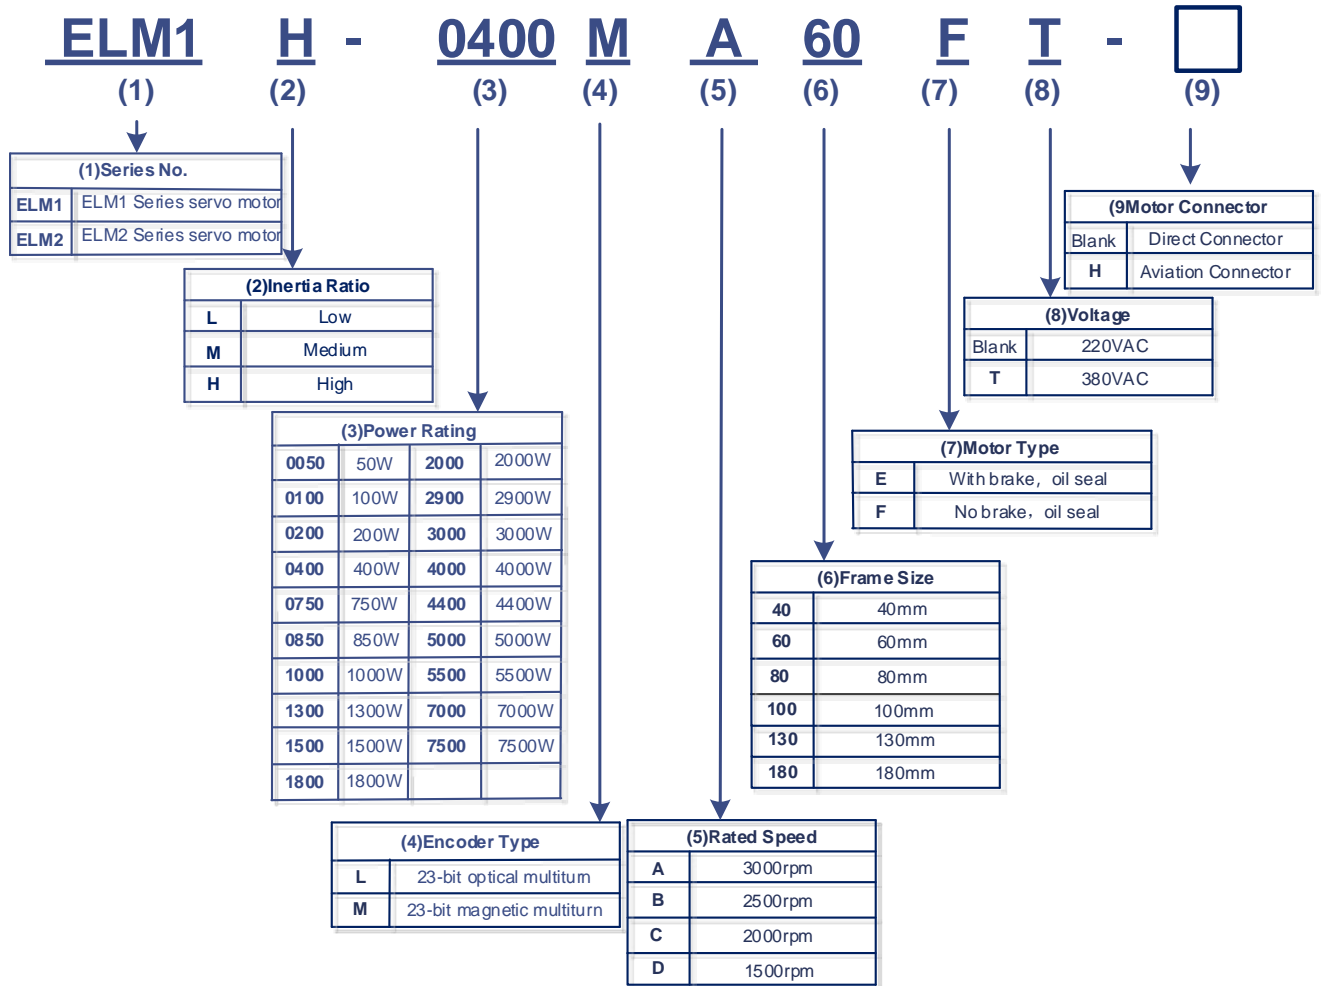 ELM1 H - 0400 M A 60 F T -
(1) (2) (3) (4) (5) (6) (7) (8) (9)
(1)Series No.
ELM1 ELM1 Series servo motor
ELM2 ELM2 Series servo motor
(2)Inertia Ratio
L Low
M Medium
H High
(3)Power Rating
0050 50W 2000 2000W
0100 100W 2900 2900W
0200 200W 3000 3000W
0400 400W 4000 4000W
0750 750W 4400 4400W
0850 850W 5000 5000W
1000 1000W 5500 5500W
1300 1300W 7000 7000W
1500 1500W 7500 7500W
1800 1800W
(4)Encoder Type
L 23-bit optical multiturn
M 23-bit magnetic multiturn
(5)Rated Speed
A 3000rpm
B 2500rpm
C 2000rpm
D 1500rpm
(6)Frame Size
40 40mm
60 60mm
80 80mm
100 100mm
130 130mm
180 180mm
(7)Motor Type
E With brake，oil seal
F No brake，oil seal
(8)Voltage
Blank 220VAC
T 380VAC
(9Motor Connector
Blank Direct Connector
H Aviation Connector